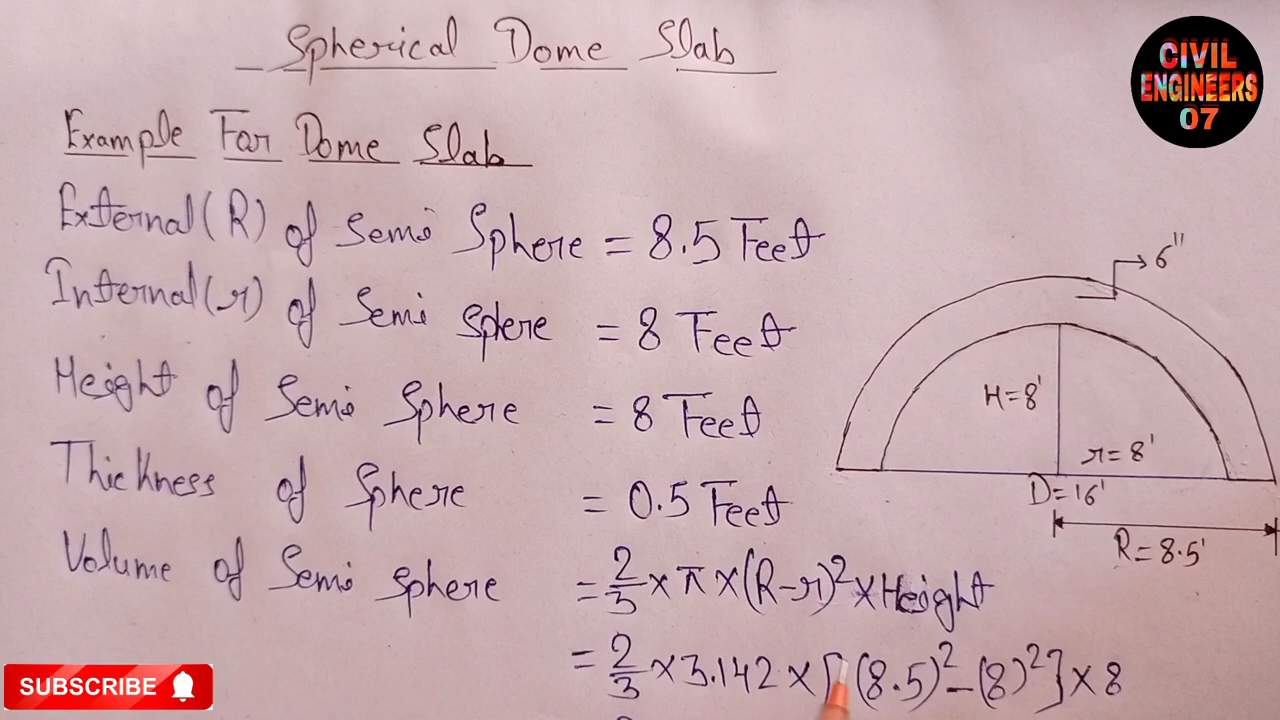 Spherical Dome Slab
CIVIL
ENGINEERS
07
Example For Dome Slab
External(R) of Semi Sphere = 8.5 Feet
Internal(r) of Semi Sphere = 8 Feet
Height of Semi Sphere = 8 Feet
Thickness of Sphere = 0.5 Feet
Volume of Semi Sphere = 2/3 × π × (R-r)² × Height
= 2/3 × 3.142 × [(8.5)² - (8)²] × 8
6"
H=8'
r=8'
D=16'
R=8.5'
SUBSCRIBE